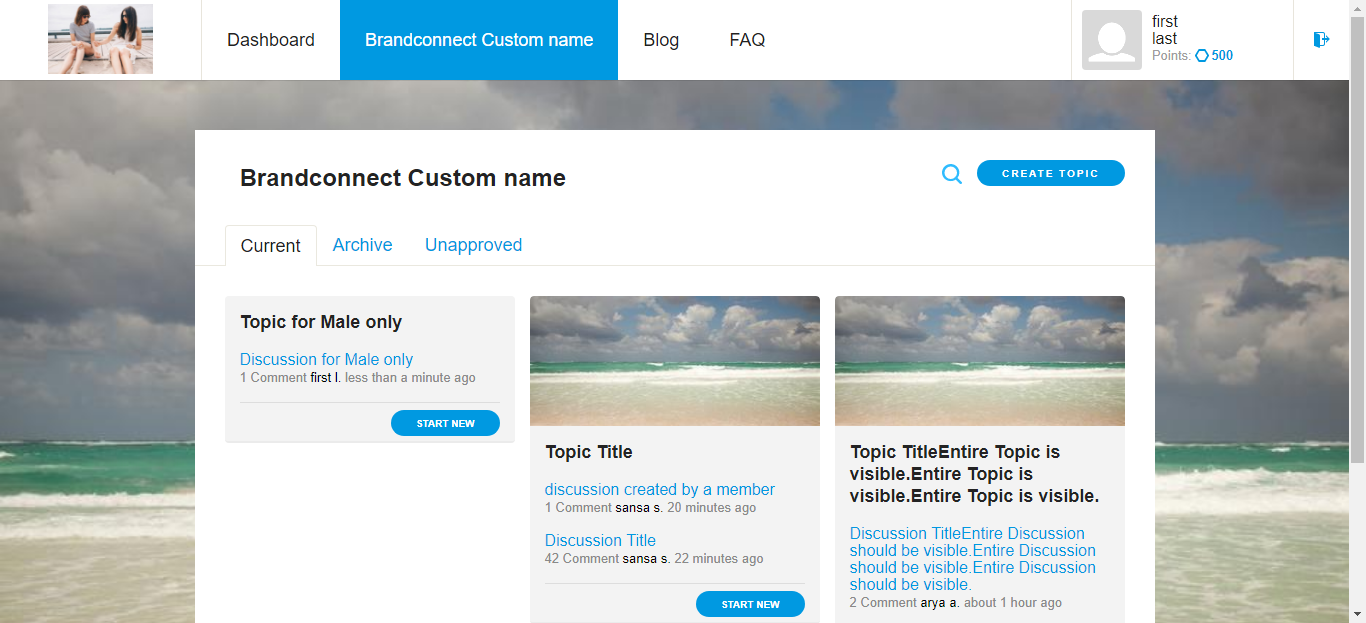 Dashboard
Brandconnect Custom name
Blog
FAQ
first
last
Points: 500
Brandconnect Custom name
CREATE TOPIC
Current
Archive
Unapproved
Topic for Male only
Discussion for Male only
1 Comment first l. less than a minute ago
START NEW
Topic Title
discussion created by a member
1 Comment sansa s. 20 minutes ago
Discussion Title
42 Comment sansa s. 22 minutes ago
START NEW
Topic TitleEntire Topic is
visible.Entire Topic is
visible.Entire Topic is visible.
Discussion TitleEntire Discussion
should be visible.Entire Discussion
should be visible.Entire Discussion
should be visible.
2 Comment arya a. about 1 hour ago